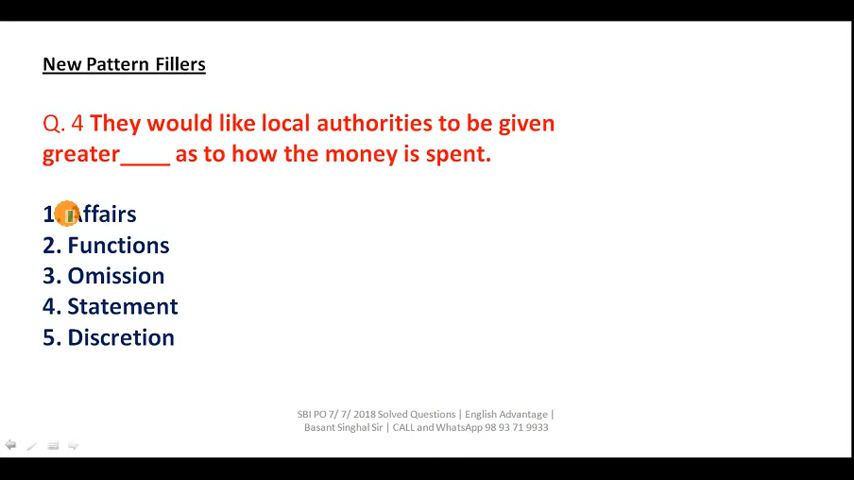 New Pattern Fillers
Q. 4 They would like local authorities to be given
greater____ as to how the money is spent.
1. Affairs
2. Functions
3. Omission
4. Statement
5. Discretion
SBI PO 7/ 7/ 2018 Solved Questions | English Advantage |
Basant Singhal Sir | CALL and WhatsApp 98 93 71 9933